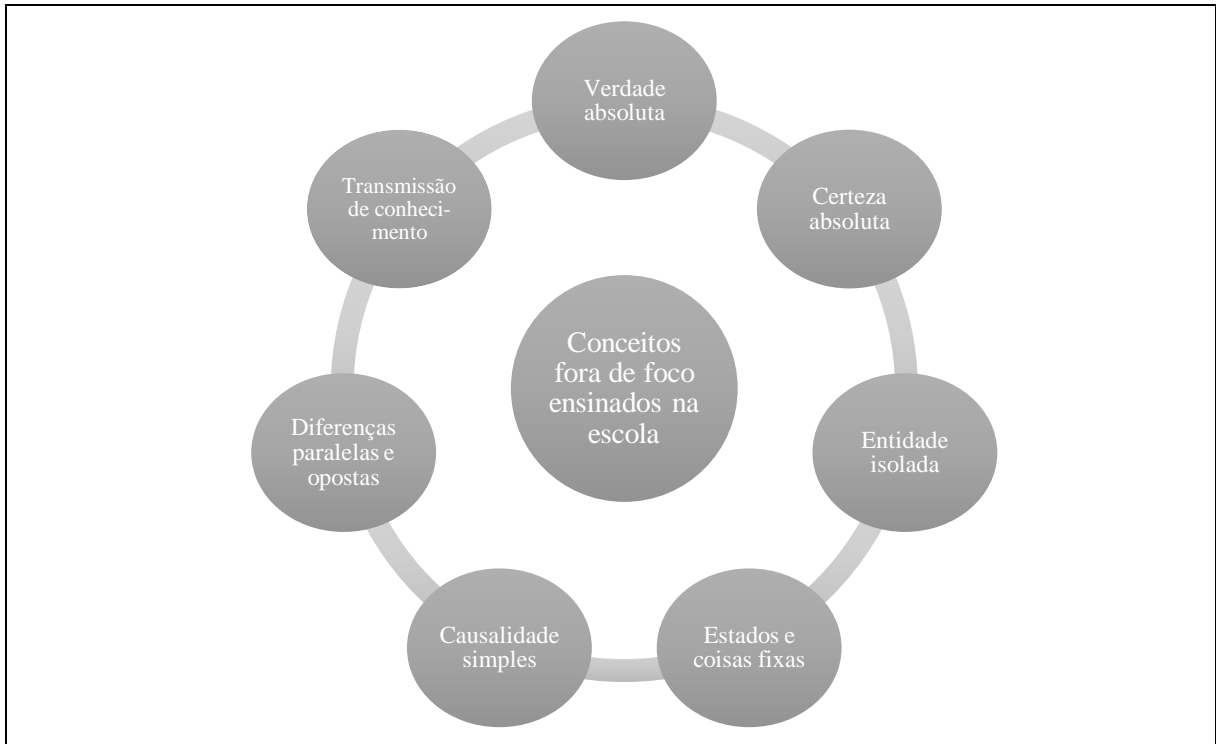 Verdade
absoluta
Certeza
absoluta
Entidade
isolada
Estados e
coisas fixas
Causalidade
simples
Diferenças
paralelas e
opostas
Transmissão
de conheci-
mento
Conceitos
fora de foco
ensinados na
escola